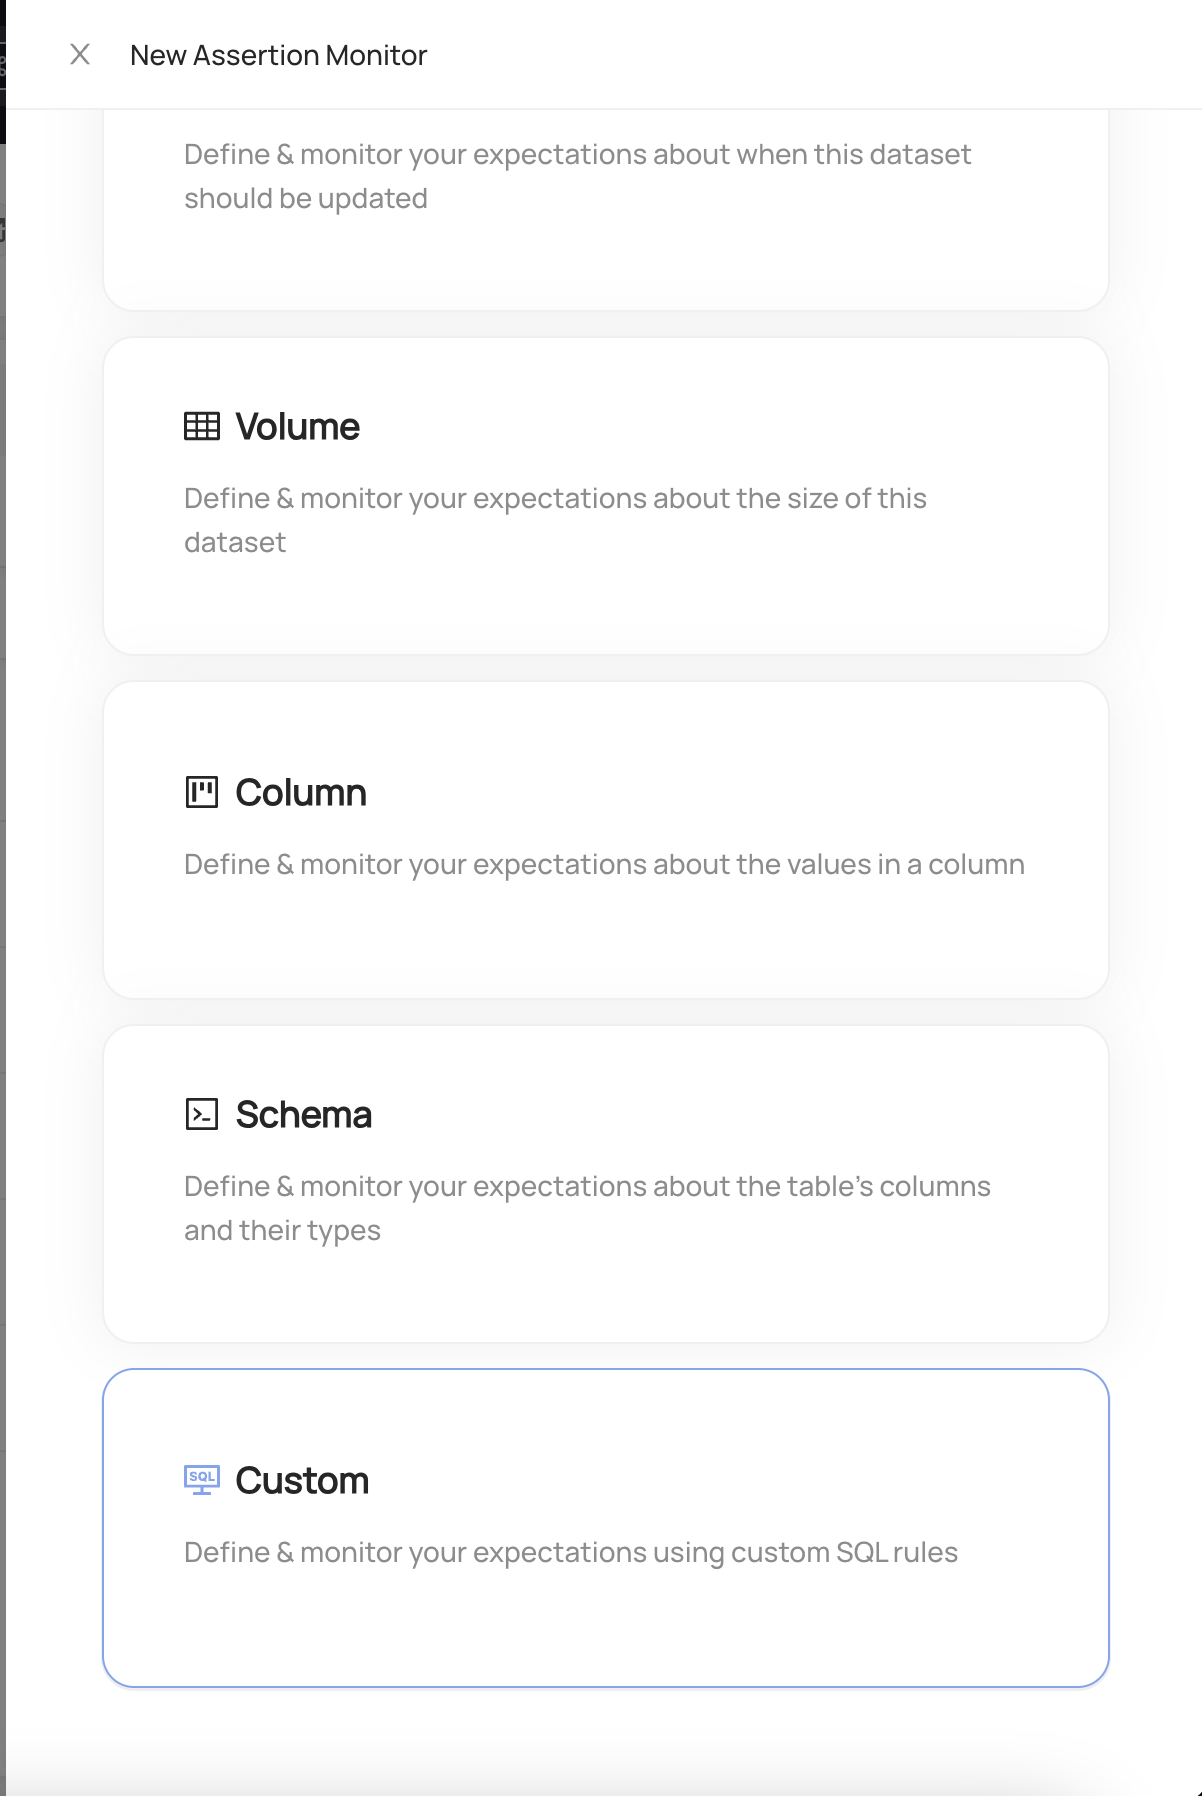 New Assertion Monitor
Define & monitor your expectations about when this dataset
should be updated
Volume
Define & monitor your expectations about the size of this
dataset
Column
Define & monitor your expectations about the values in a column
Schema
Define & monitor your expectations about the table's columns
and their types
SQL
Custom
Define & monitor your expectations using custom SQL rules